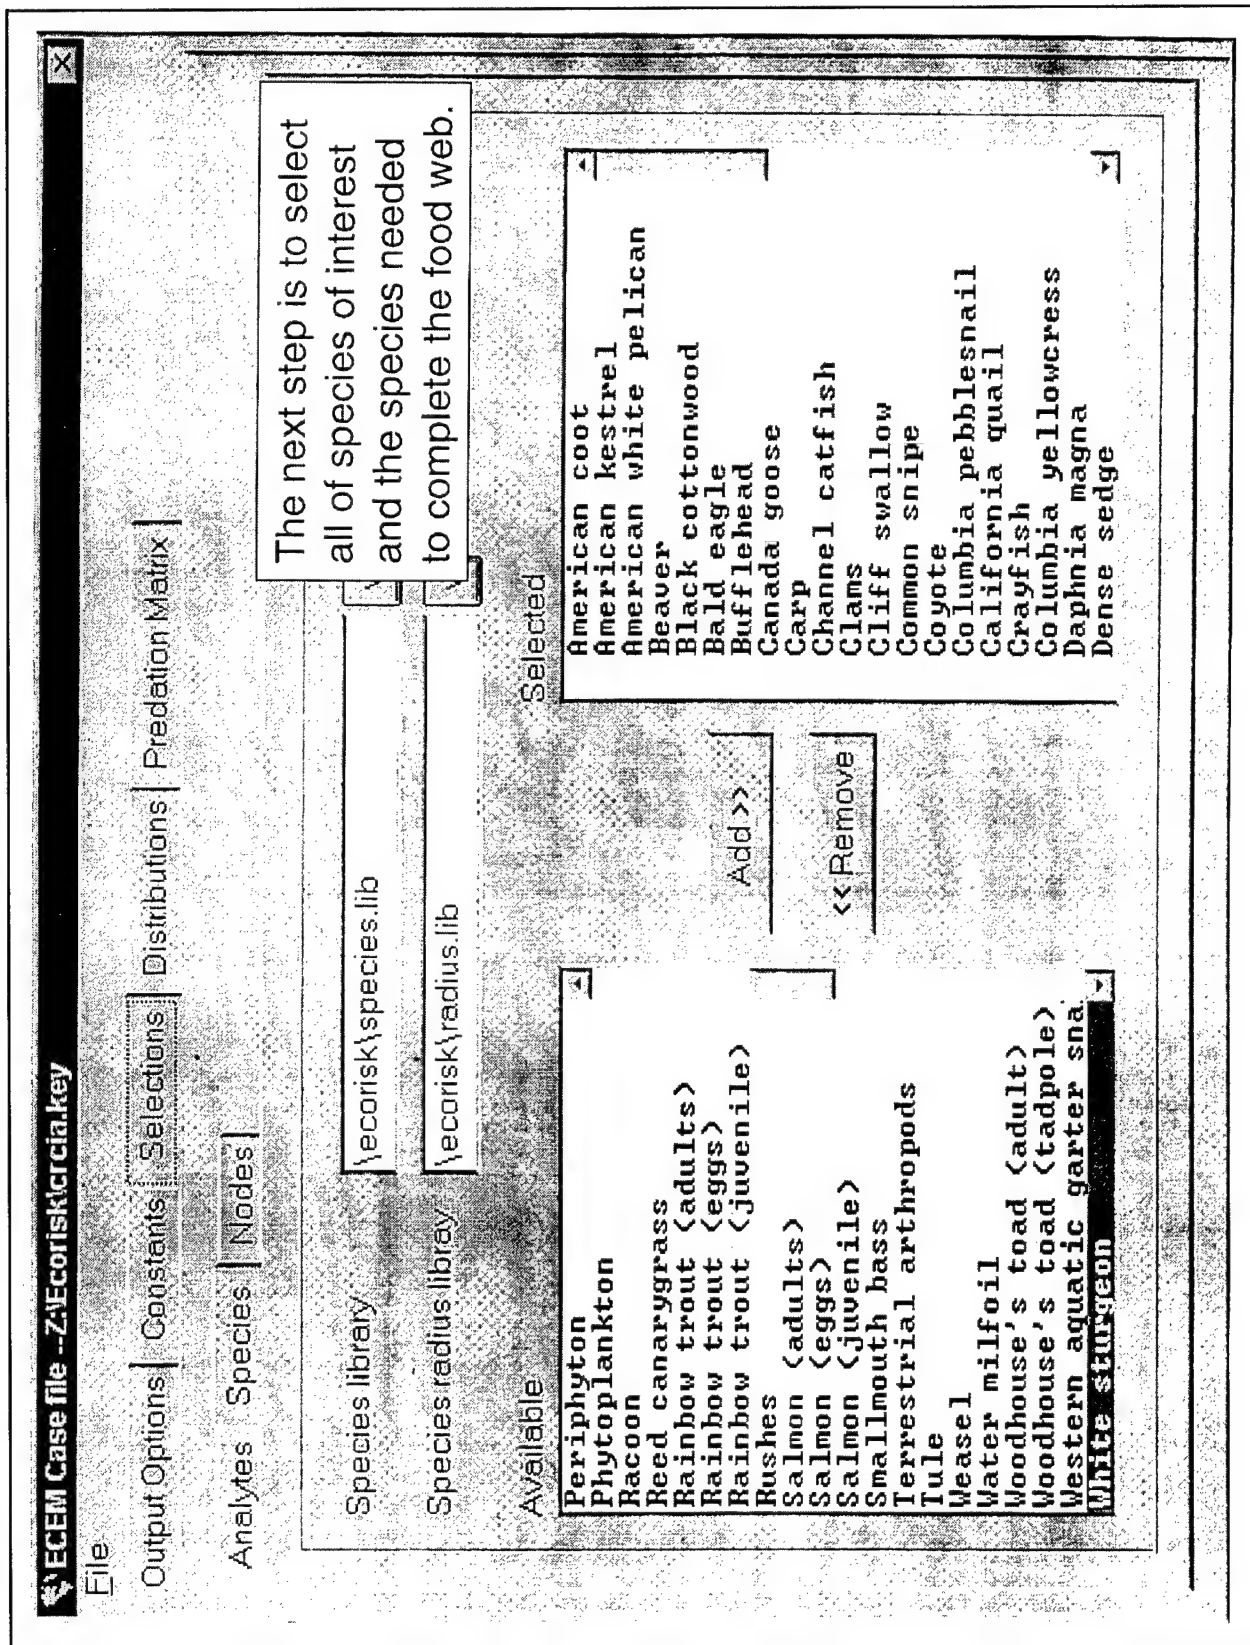 ECEM Case file --Z:\Ecorisk\crcia.key
File
Output Options Constants Selections Distributions Predation Matrix
Analytes Species Nodes
The next step is to select
all of species of interest
and the species needed
to complete the food web.
Species library \ecorisk\species.lib
Species radius libray \ecorisk\radius.lib
Available
Periphyton
Phytoplankton
Racoon
Reed canarygrass
Rainbow trout (adults)
Rainbow trout (eggs)
Rainbow trout (juvenile)
Rushes
Salmon (adults)
Salmon (eggs)
Salmon (juvenile)
Smallmouth bass
Terrestrial arthropods
Tule
Weasel
Water milfoil
Woodhouse's toad (adult)
Woodhouse's toad (tadpole)
Western aquatic garter sna
White sturgeon
Add >>
<< Remove
Selected
American coot
American kestrel
American white pelican
Beaver
Black cottonwood
Bald eagle
Bufflehead
Canada goose
Carp
Channel catfish
Clams
Cliff swallow
Common snipe
Coyote
Columbia pebblesnail
California quail
Crayfish
Columbia yellowcress
Daphnia magna
Dense sedge